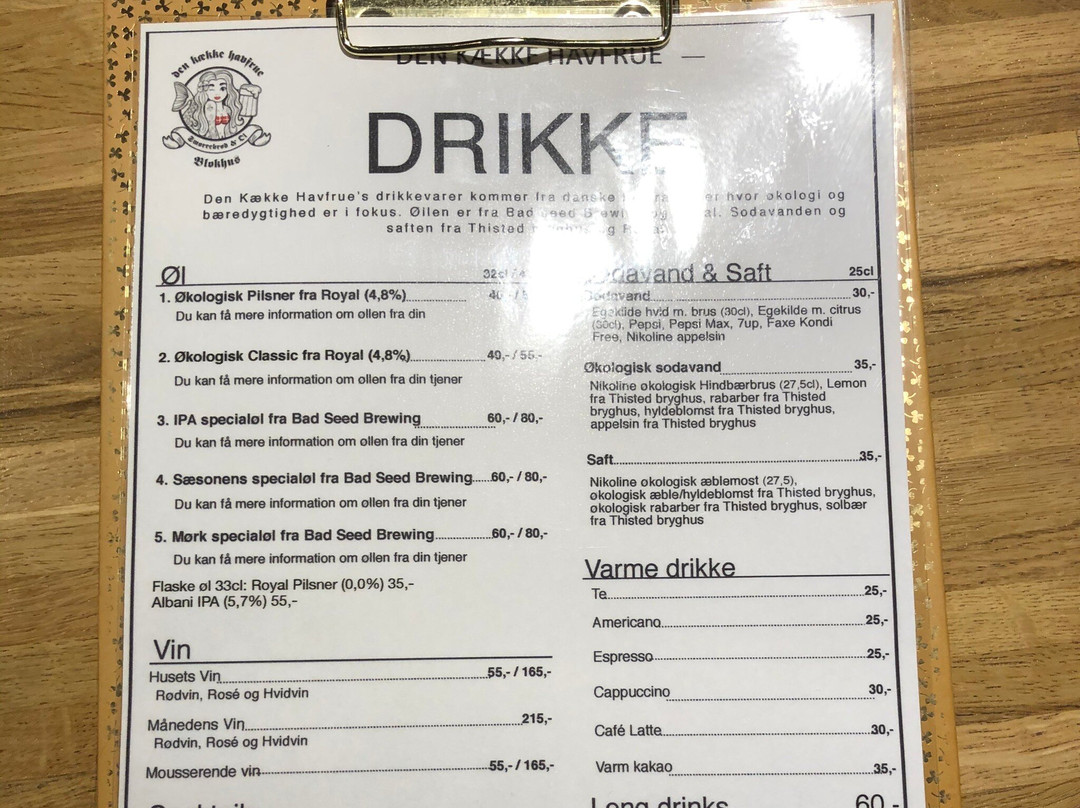 den kække havfrue
Smørrebrød & Øl
Blokhus
DEN KÆKKE HAVFRUE —
DRIKKE
Den Kække Havfrue's drikkevarer kommer fra danske hvor økologi og
bæredygtighed er i fokus. Øllen er fra Bad Seed og Sodavanden og
saften fra Thisted og
Øl 32cl /
1. Økologisk Pilsner fra Royal (4,8%) 40 -/
Du kan få mere information om øllen fra din
2. Økologisk Classic fra Royal (4,8%) 40,- / 55.-
Du kan få mere information om øllen fra din tjener
3. IPA specialøl fra Bad Seed Brewing 60,- / 80,-
Du kan få mere information om øllen fra din tjener
4. Sæsonens specialøl fra Bad Seed Brewing 60,- / 80,-
Du kan få mere information om øllen fra din tjener
5. Mørk specialøl fra Bad Seed Brewing 60,- / 80,-
Du kan få mere information om øllen fra din tjener
Flaske øl 33cl: Royal Pilsner (0,0%) 35,-
Albani IPA (5,7%) 55,-
Vin
Husets Vin 55,- / 165,-
Rødvin, Rosé og Hvidvin
Månedens Vin 215,-
Rødvin, Rosé og Hvidvin
Mousserende vin 55,- / 165,-
Sodavand & Saft 25cl
Sodavand 30,-
Egekilde hvid m. brus (30cl), Egekilde m. citrus
(30cl), Pepsi, Pepsi Max, 7up, Faxe Kondi
Free, Nikoline appelsin
Økologisk sodavand 35,-
Nikoline økologisk Hindbærbrus (27,5cl), Lemon
fra Thisted bryghus, rabarber fra Thisted
bryghus, hyldeblomst fra Thisted bryghus,
appelsin fra Thisted bryghus
Saft 35,-
Nikoline økologisk æblemost (27,5),
økologisk æble/hyldeblomst fra Thisted bryghus,
økologisk rabarber fra Thisted bryghus, solbær
fra Thisted bryghus
Varme drikke
Te 25,-
Americano 25,-
Espresso 25,-
Cappuccino 30,-
Café Latte 30,-
Varm kakao 35,-
Long drinks 60,-